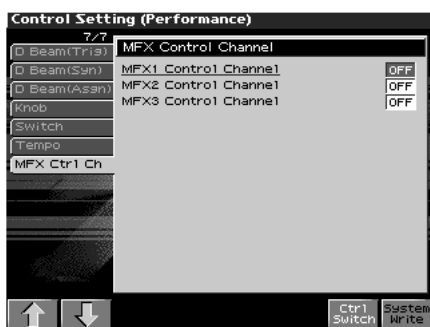 Control Setting (Performance)
7/7
D Beam(Trig)
D Beam(Syn)
D Beam(Assn)
Knob
Switch
Tempo
MFX Ctrl Ch
MFX Control Channel
MFX1 Control Channel OFF
MFX2 Control Channel OFF
MFX3 Control Channel OFF
Ctrl Switch
System Write